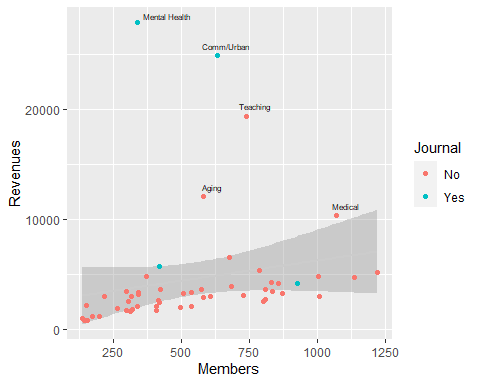 Mental Health
Comm/Urban
Teaching
Aging
Medical
20000
10000
0
Revenues
250
500
750
1000
1250
Members
Journal
No
Yes